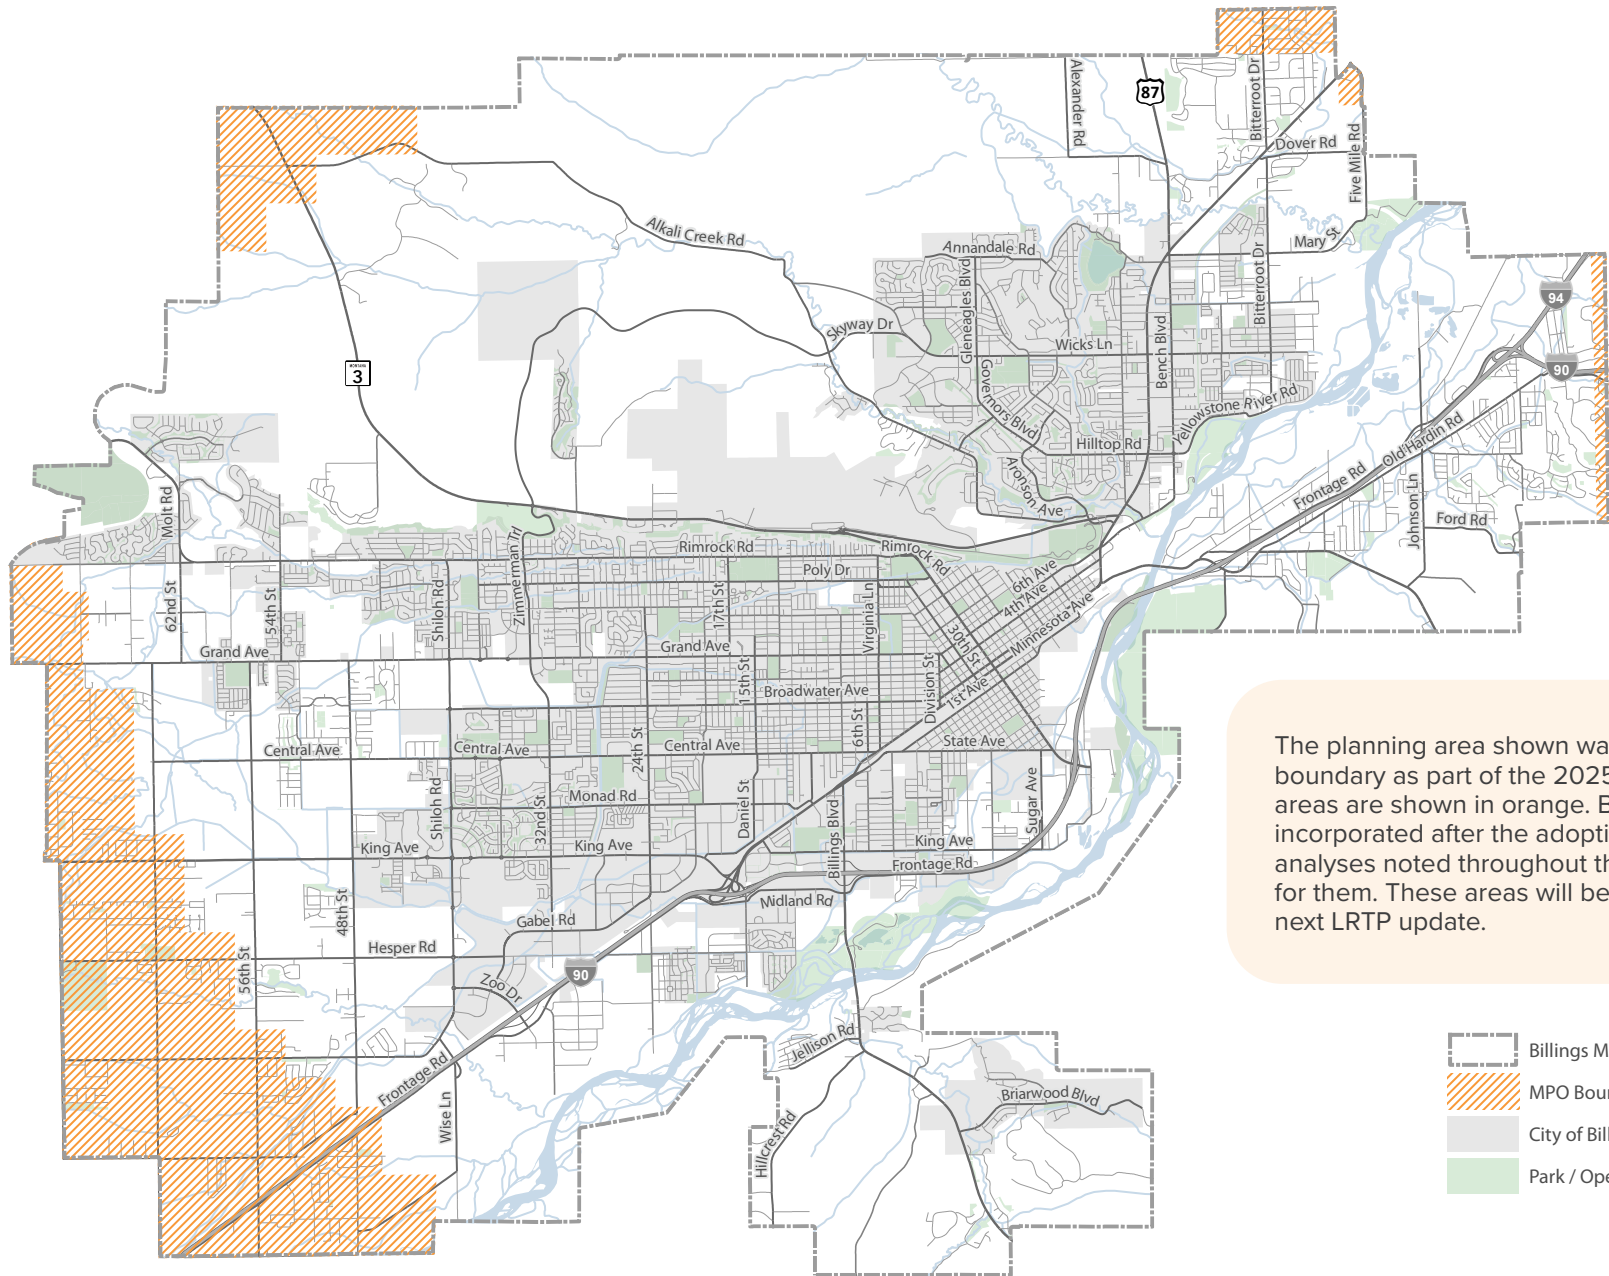 87
Alexander Rd
Bitterroot Dr
Dover Rd
Five Mile Rd
Alkali Creek Rd
Annandale Rd
Mary St
Gleneagles Blvd
Bitterroot Dr
94
Skyway Dr
Wicks Ln
Bench Blvd
90
MONTANA
3
Governors Blvd
Yellowstone River Rd
Hilltop Rd
Old Hardin Rd
Frontage Rd
Aronson Ave
Molt Rd
Johnson Ln
Ford Rd
Zimmerman Trl
Rimrock Rd
Rimrock Rd
Poly Dr
6th Ave
4th Ave
Minnesota Ave
62nd St
54th St
Shiloh Rd
17th St
Virginia Ln
30th St
Grand Ave
Grand Ave
15th St
Broadwater Ave
Division St
1st Ave
6th St
Central Ave
Central Ave
24th St
Central Ave
State Ave
Monad Rd
Shiloh Rd
32nd St
Daniel St
Billings Blvd
Sugar Ave
King Ave
King Ave
King Ave
Frontage Rd
Midland Rd
48th St
Gabel Rd
Hesper Rd
56th St
90
Zoo Dr
Jellison Rd
Frontage Rd
Wise Ln
Briarwood Blvd
Hillcrest Rd
The planning area shown wa
boundary as part of the 2025
areas are shown in orange. B
incorporated after the adopti
analyses noted throughout th
for them. These areas will be
next LRTP update.
Billings M
MPO Boun
City of Bill
Park / Ope